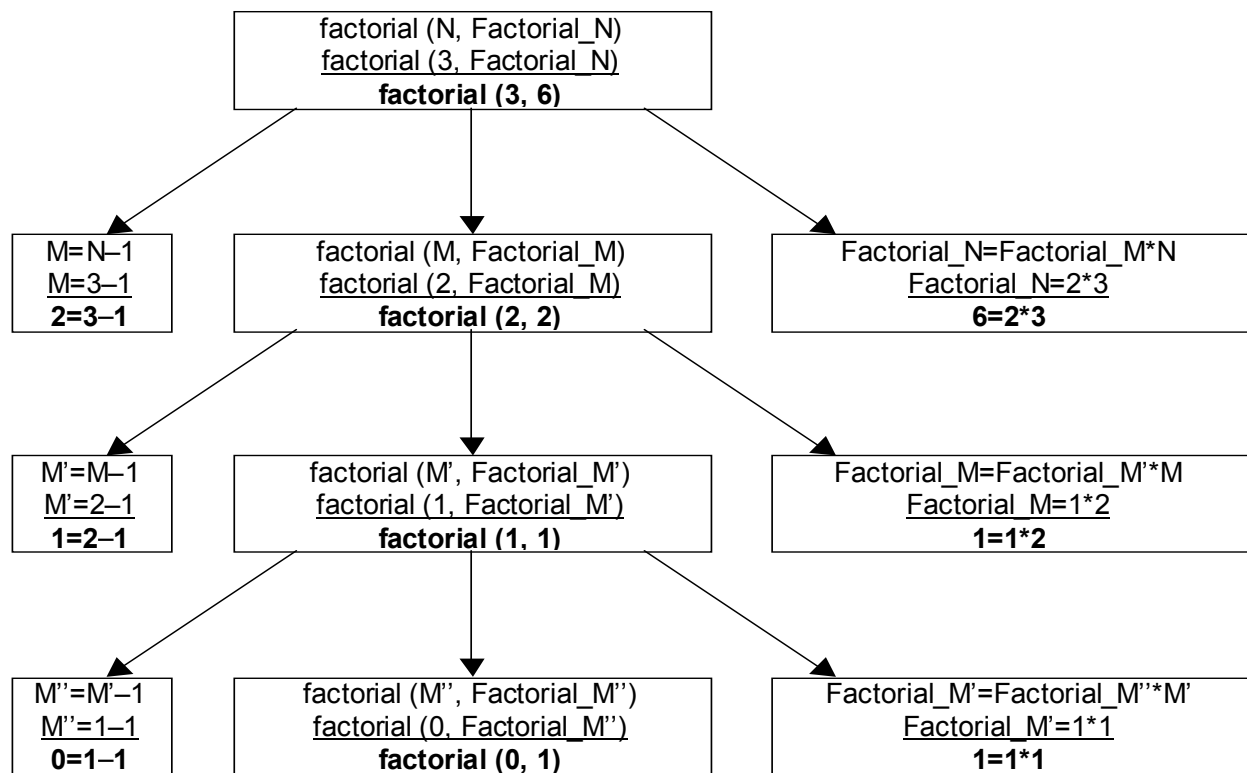 factorial (N, Factorial_N)
factorial (3, Factorial_N)
factorial (3, 6)
M=N–1
M=3–1
2=3–1
factorial (M, Factorial_M)
factorial (2, Factorial_M)
factorial (2, 2)
Factorial_N=Factorial_M*N
Factorial_N=2*3
6=2*3
M’=M–1
M’=2–1
1=2–1
factorial (M’, Factorial_M’)
factorial (1, Factorial_M’)
factorial (1, 1)
Factorial_M=Factorial_M’*M
Factorial_M=1*2
1=1*2
M''=M’–1
M''=1–1
0=1–1
factorial (M'', Factorial_M'')
factorial (0, Factorial_M'')
factorial (0, 1)
Factorial_M’=Factorial_M''*M’
Factorial_M’=1*1
1=1*1